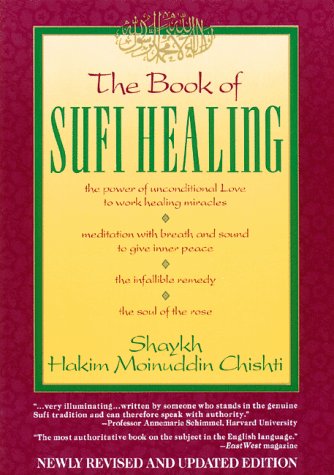 The Book of
SUFI HEALING
the power of unconditional Love
to work healing miracles
meditation with breath and sound
to give inner peace
the infallible remedy
the soul of the rose
Shaykh
Hakim Moinuddin Chishti
"...very illuminating...written by someone who stands in the genuine
Sufi tradition and can therefore speak with authority."
—Professor Annemarie Schimmel, Harvard University
"The most authoritative book on the subject in the English language."
—EastWest magazine
NEWLY REVISED AND UPDATED EDITION